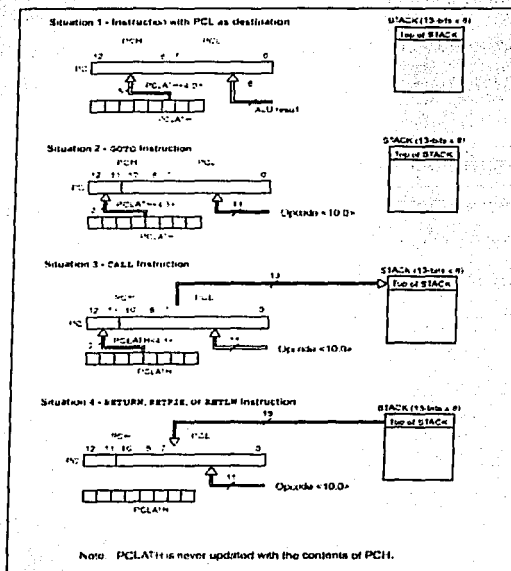 Situation 1 - Instruction with PCL as destination
STACK (13-bits x 8)
Top of STACK
PCH PCL
12 8 7 0
PC
5 PCLATH<4:0> 8
ALU result
PCLATH
Situation 2 - GOTO Instruction
STACK (13-bits x 8)
Top of STACK
PCH PCL
12 11 10 8 7 0
PC
2 PCLATH<4:3> 11
Opcode <10:0>
PCLATH
Situation 3 - CALL Instruction
13
STACK (13-bits x 8)
Top of STACK
PCH PCL
12 11 10 8 7 0
PC
2 PCLATH<4:3> 11
Opcode <10:0>
PCLATH
Situation 4 - RETURN, RETFIE, or RETLW Instruction
13
STACK (13-bits x 8)
Top of STACK
PCH PCL
12 11 10 8 7 0
PC
11
Opcode <10:0>
PCLATH
Note: PCLATH is never updated with the contents of PCH.